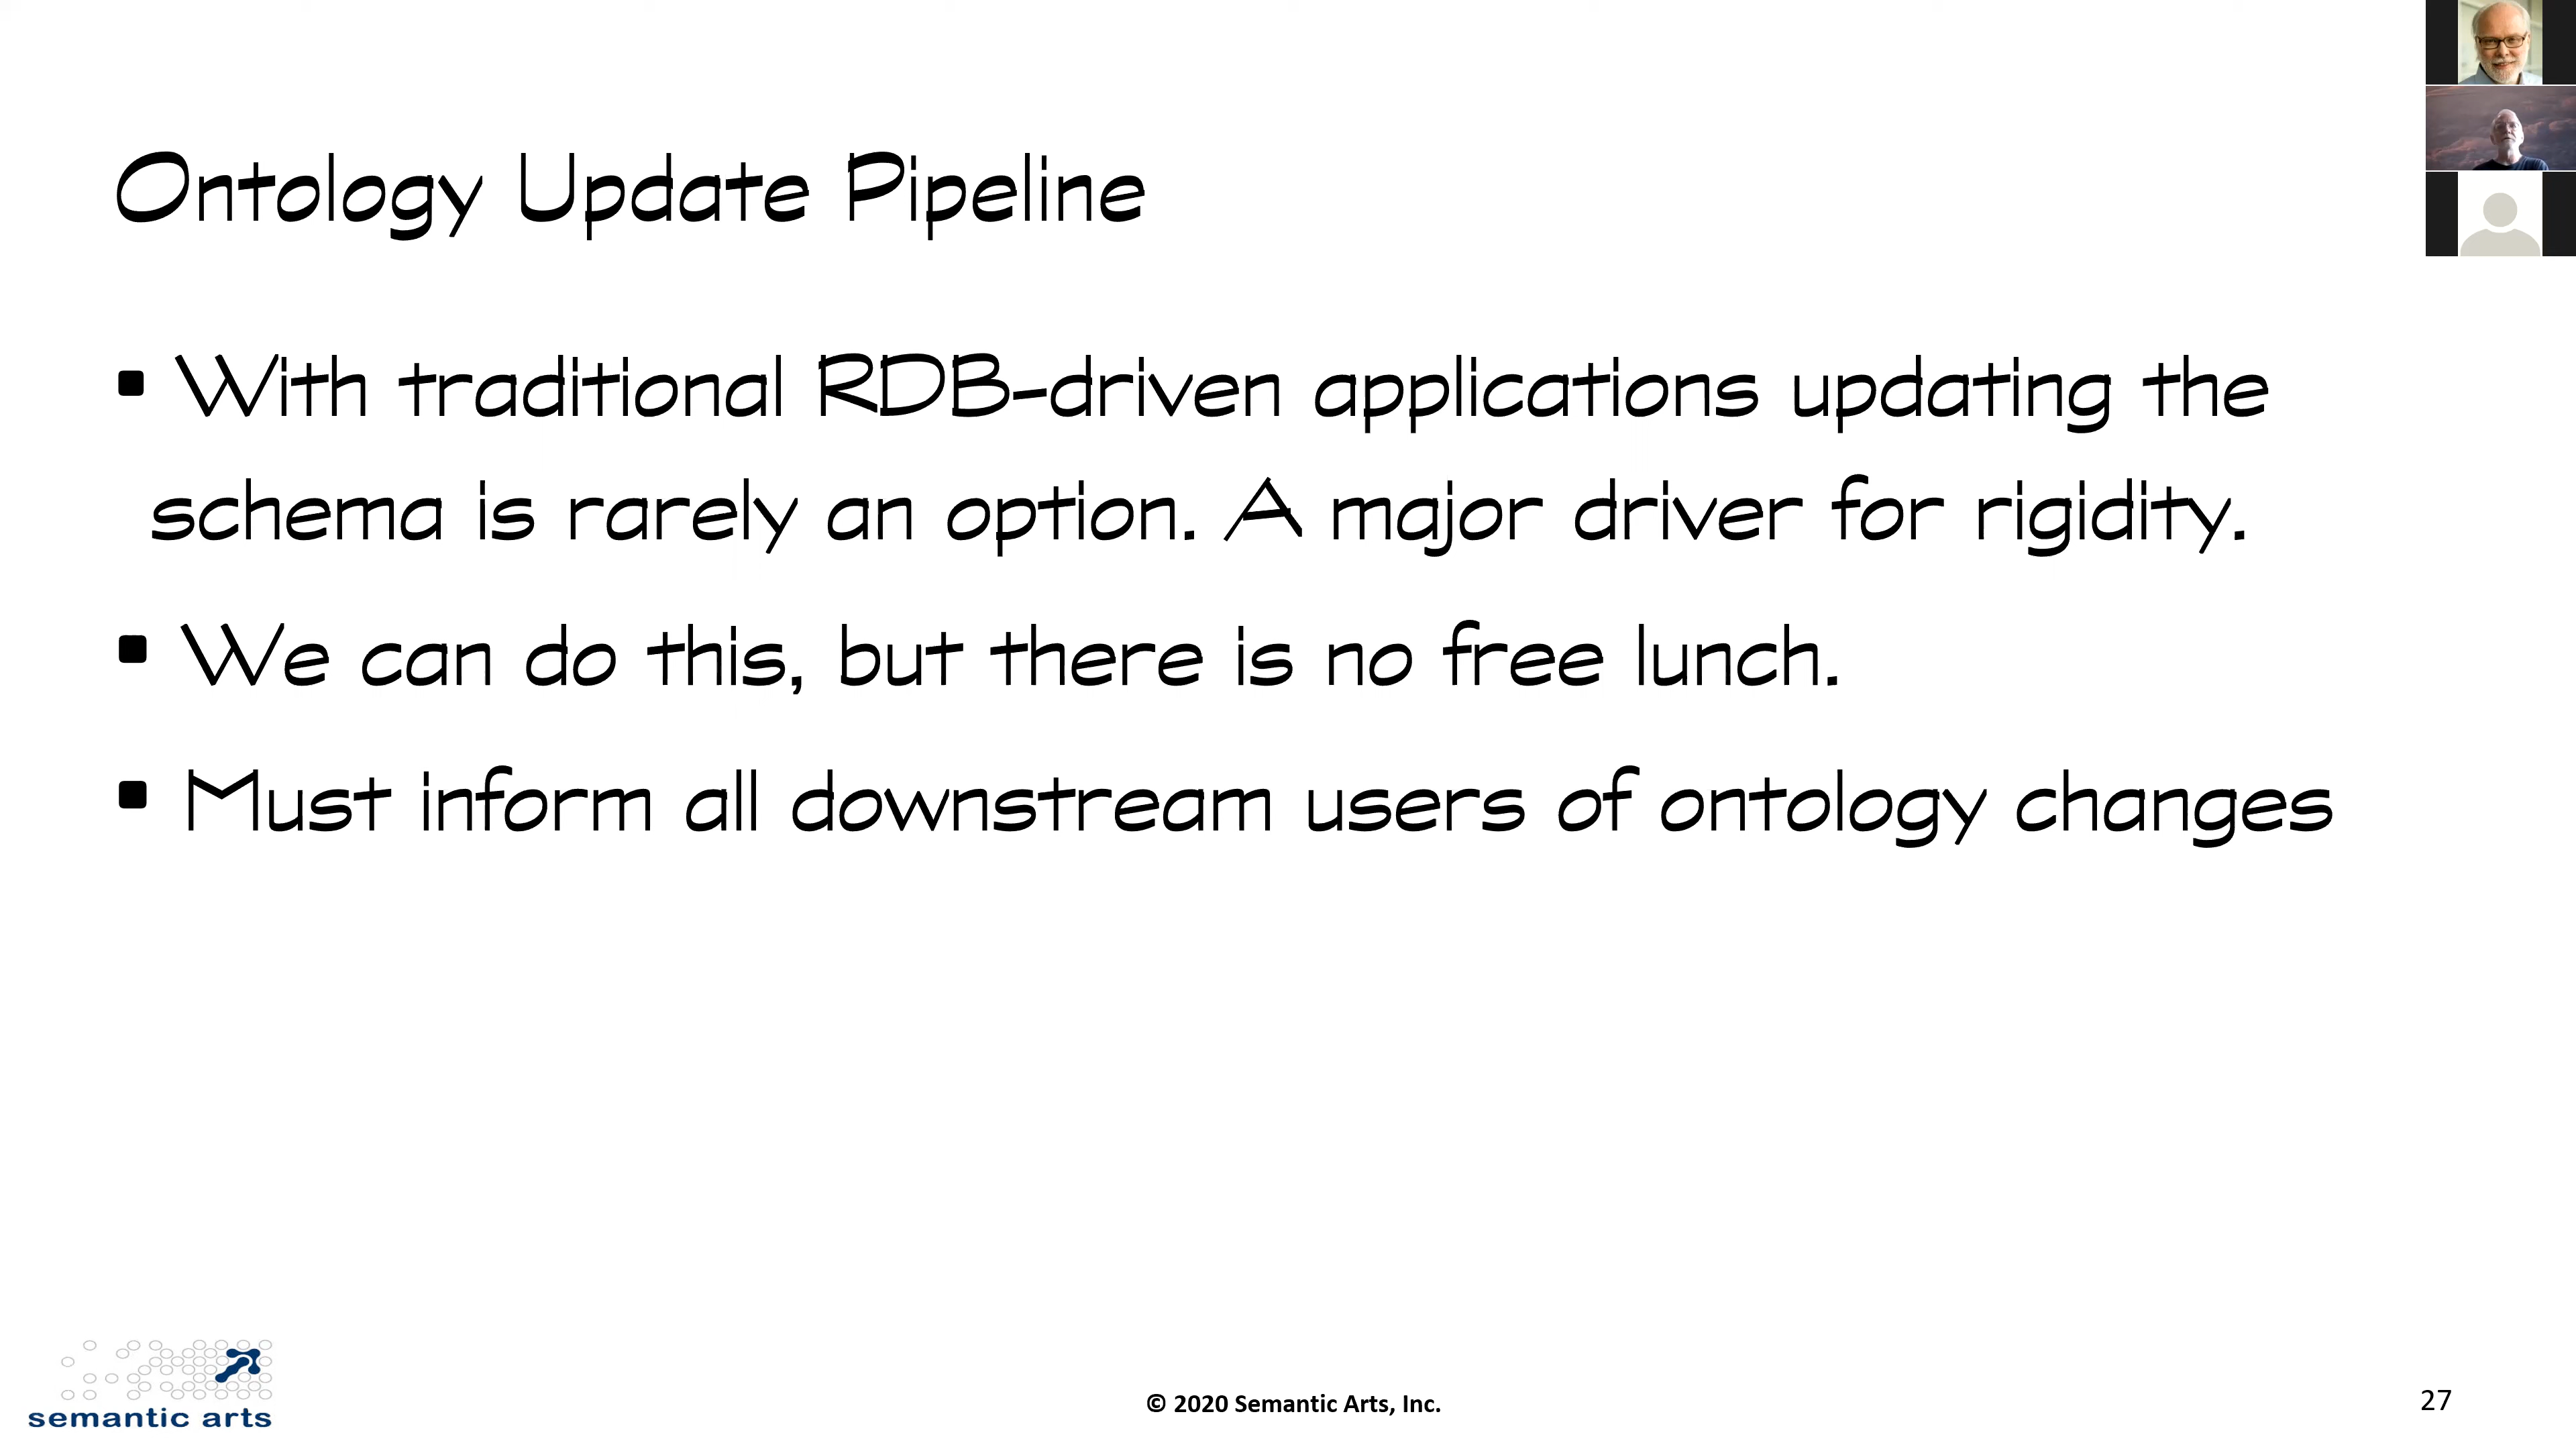 Ontology Update Pipeline
▪ With traditional RDB-driven applications updating the
schema is rarely an option. A major driver for rigidity.
▪ We can do this, but there is no free lunch.
▪ Must inform all downstream users of ontology changes
semantic arts
© 2020 Semantic Arts, Inc.
27